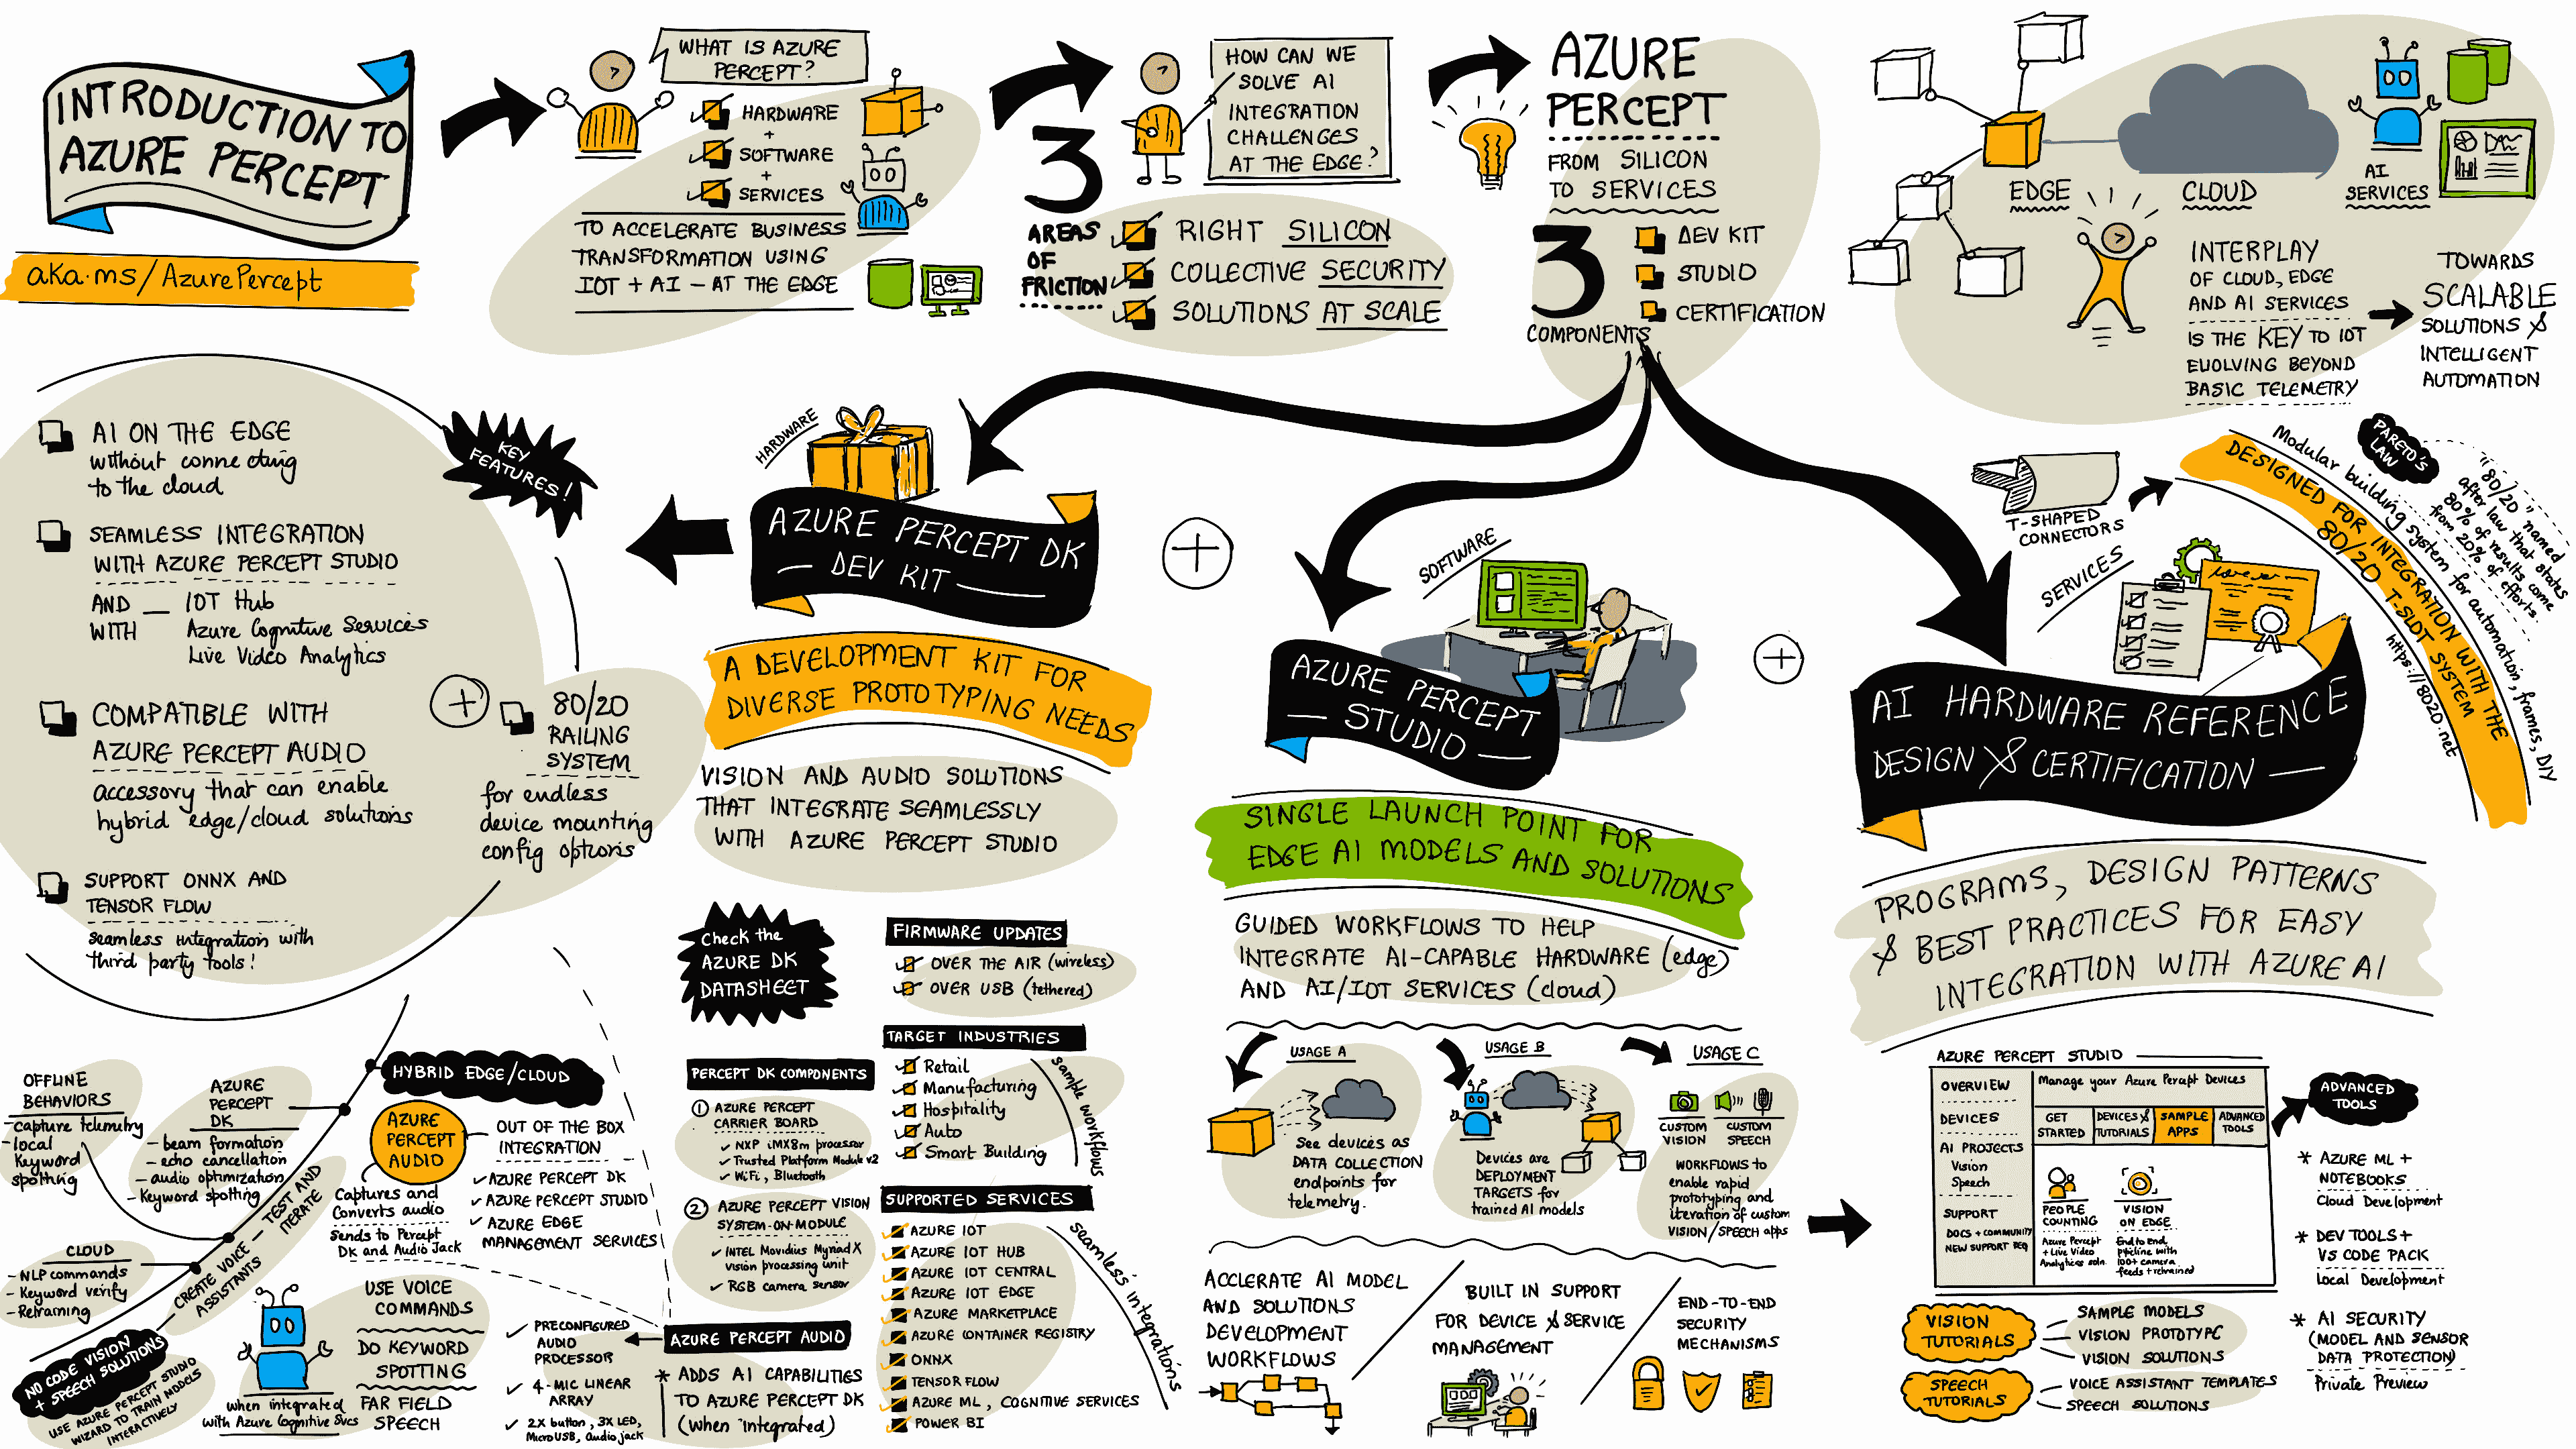 INTRODUCTION TO
AZURE PERCEPT
aka.ms/AzurePercept
WHAT IS AZURE
PERCEPT?
HARDWARE
+
SOFTWARE
+
SERVICES
TO ACCELERATE BUSINESS
TRANSFORMATION USING
IOT + AI - AT THE EDGE
3
AREAS
OF
FRICTION
HOW CAN WE
SOLVE AI
INTEGRATION
CHALLENGES
AT THE EDGE?
RIGHT SILICON
COLLECTIVE SECURITY
SOLUTIONS AT SCALE
AZURE
PERCEPT
FROM SILICON
TO SERVICES
3
COMPONENTS
DEV KIT
STUDIO
CERTIFICATION
EDGE
CLOUD
AI
SERVICES
INTERPLAY
OF CLOUD, EDGE
AND AI SERVICES
IS THE KEY TO IOT
EVOLVING BEYOND
BASIC TELEMETRY
TOWARDS
SCALABLE
SOLUTIONS &
INTELLIGENT
AUTOMATION
KEY
FEATURES!
AI ON THE EDGE
without connecting
to the cloud
SEAMLESS INTEGRATION
WITH AZURE PERCEPT STUDIO
AND — IOT Hub
WITH Azure Cognitive Services
Live Video Analytics
COMPATIBLE WITH
AZURE PERCEPT AUDIO
accessory that can enable
hybrid edge/cloud solutions
+
80/20
RAILING
SYSTEM
for endless
device mounting
config options
SUPPORT ONNX AND
TENSOR FLOW
seamless integration with
third party tools!
HARDWARE
AZURE PERCEPT DK
— DEV KIT —
A DEVELOPMENT KIT FOR
DIVERSE PROTOTYPING NEEDS
VISION AND AUDIO SOLUTIONS
THAT INTEGRATE SEAMLESSLY
WITH AZURE PERCEPT STUDIO
+
SOFTWARE
AZURE PERCEPT
— STUDIO —
SINGLE LAUNCH POINT FOR
EDGE AI MODELS AND SOLUTIONS
GUIDED WORKFLOWS TO HELP
INTEGRATE AI-CAPABLE HARDWARE (edge)
AND AI/IOT SERVICES (cloud)
+
SERVICES
AI HARDWARE REFERENCE
DESIGN & CERTIFICATION —
T-SHAPED
CONNECTORS
DESIGNED FOR INTEGRATION WITH THE
80/20 T-SLOT SYSTEM
Modular building system for automation, frames, DIY
https://8020.net
PARETO'S
LAW
"80/20" named
after law that states
80% of results come
from 20% of efforts.
PROGRAMS, DESIGN PATTERNS
& BEST PRACTICES FOR EASY
INTEGRATION WITH AZURE AI
Check the
AZURE DK
DATASHEET
FIRMWARE UPDATES
OVER THE AIR (wireless)
OVER USB (tethered)
TARGET INDUSTRIES
Retail
Manufacturing
Hospitality
Auto
Smart Building
sample workflows
PERCEPT DK COMPONENTS
1 AZURE PERCEPT
CARRIER BOARD
NXP iMX8m processor
Trusted Platform Module v2
WiFi, Bluetooth
2 AZURE PERCEPT VISION
SYSTEM-ON-MODULE
INTEL Movidius Myriad X
vision processing unit
RGB camera sensor
SUPPORTED SERVICES
AZURE IOT
AZURE IOT HUB
AZURE IOT CENTRAL
AZURE IOT EDGE
AZURE MARKETPLACE
AZURE CONTAINER REGISTRY
ONNX
TENSOR FLOW
AZURE ML, COGNITIVE SERVICES
POWER BI
seamless integrations
AZURE PERCEPT AUDIO
* ADDS AI CAPABILITIES
TO AZURE PERCEPT DK
(when integrated)
PRECONFIGURED
AUDIO
PROCESSOR
4-MIC LINEAR
ARRAY
2X button, 3X LED,
MicroUSB, audio jack
HYBRID EDGE/CLOUD
AZURE
PERCEPT
AUDIO
OUT OF THE BOX
INTEGRATION
AZURE PERCEPT DK
AZURE PERCEPT STUDIO
AZURE EDGE
MANAGEMENT SERVICES
Captures and
Converts audio
Sends to Percept
DK and Audio Jack
OFFLINE
BEHAVIORS
-capture telemetry
-local
Keyword
spotting
AZURE
PERCEPT
DK
- beam formation
- echo cancellation
- audio optimization
- Keyword spotting
CLOUD
-NLP commands
- Keyword verify
- Retraining
CREATE VOICE — TEST AND
ASSISTANTS ITERATE
NO CODE VISION
+ SPEECH SOLUTIONS
USE AZURE PERCEPT STUDIO
WIZARD TO TRAIN MODELS
INTERACTIVELY
USE VOICE
COMMANDS
DO KEYWORD
SPOTTING
FAR FIELD
SPEECH
when integrated
with Azure Cognitive Svcs
USAGE A
See devices as
DATA COLLECTION
endpoints for
telemetry.
USAGE B
Devices are
DEPLOYMENT
TARGETS for
trained AI models
USAGE C
CUSTOM
VISION
CUSTOM
SPEECH
WORKFLOWS to
enable rapid
prototyping and
iteration of custom
VISION/SPEECH apps
ACCLERATE AI MODEL
AND SOLUTIONS
DEVELOPMENT
WORKFLOWS
BUILT IN SUPPORT
FOR DEVICE & SERVICE
MANAGEMENT
END-TO-END
SECURITY
MECHANISMS
AZURE PERCEPT STUDIO
OVERVIEW
DEVICES
AI PROJECTS
Vision
Speech
SUPPORT
DOCS + COMMUNITY
NEW SUPPORT REQ
Manage your Azure Percept Devices
GET
STARTED
DEVICES &
TUTORIALS
SAMPLE
APPS
ADVANCED
TOOLS
PEOPLE
COUNTING
Azure Percept
+ Live Video
Analytics soln.
VISION
ON EDGE
End to End
pipeline with
100+ camera
feeds + retrained
VISION
TUTORIALS
SAMPLE MODELS
VISION PROTOTYPE
VISION SOLUTIONS
SPEECH
TUTORIALS
VOICE ASSISTANT TEMPLATES
SPEECH SOLUTIONS
ADVANCED
TOOLS
* AZURE ML +
NOTEBOOKS
Cloud Development
* DEV TOOLS +
VS CODE PACK
Local Development
* AI SECURITY
(MODEL AND SENSOR
DATA PROTECTION)
Private Preview